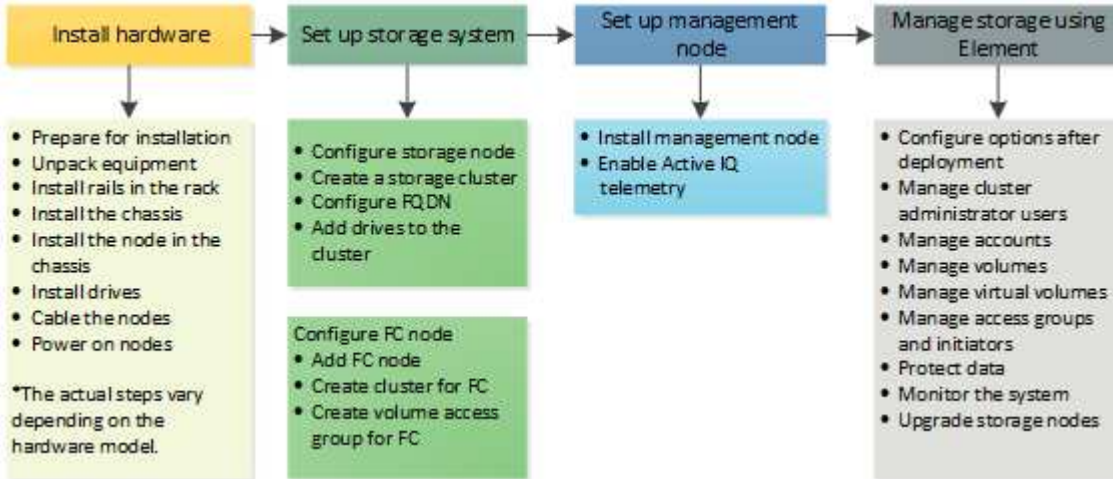 Install hardware
Set up storage system
Set up management
node
Manage storage using
Element
• Prepare for installation
• Unpack equipment
• Install rails in the rack
• Install the chassis
• Install the node in the
chassis
• Install drives
• Cable the nodes
• Power on nodes
*The actual steps vary
depending on the
hardware model.
• Configure storage node
• Create a storage cluster
• Configure FQDN
• Add drives to the
cluster
Configure FC node
• Add FC node
• Create cluster for FC
• Create volume access
group for FC
• Install management node
• Enable Active IQ
telemetry
• Configure options after
deployment
• Manage cluster
administrator users
• Manage accounts
• Manage volumes
• Manage virtual volumes
• Manage access groups
and initiators
• Protect data
• Monitor the system
• Upgrade storage nodes